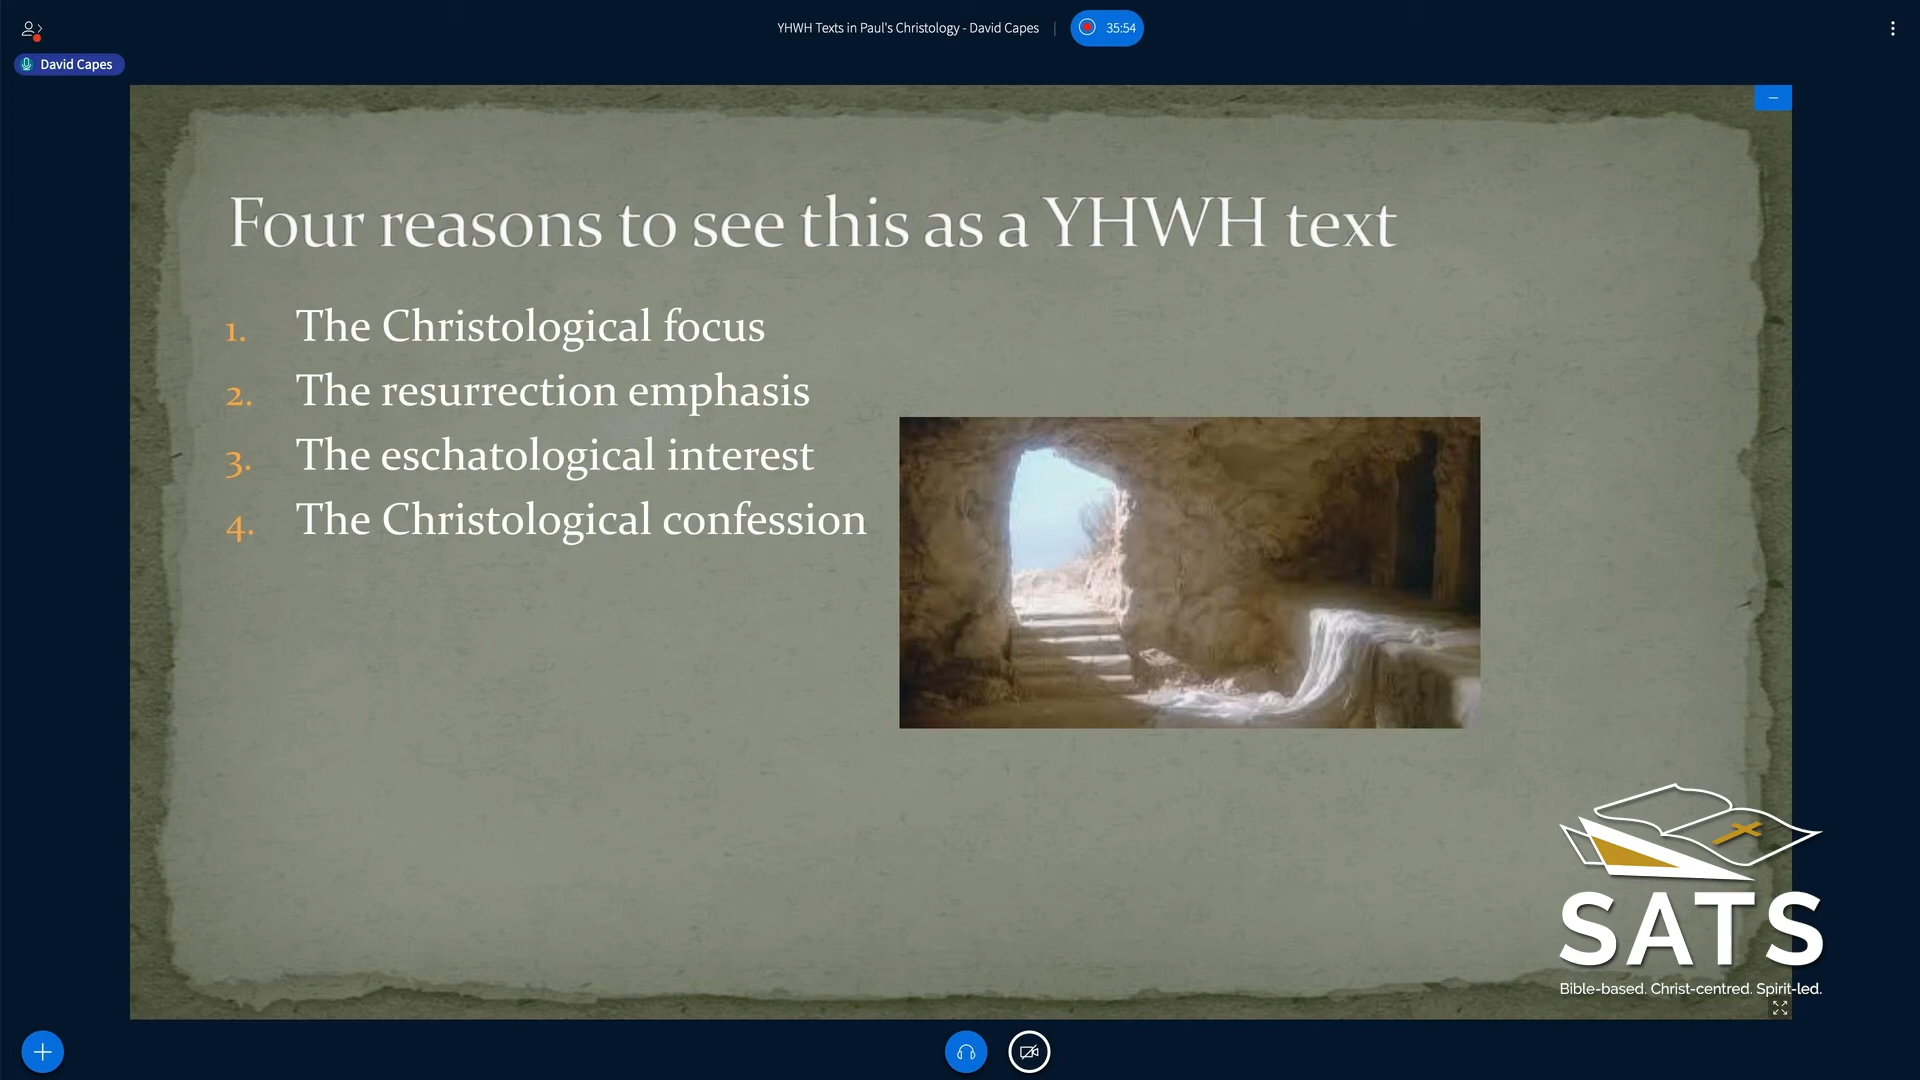 YHWH Texts in Paul's Christology - David Capes
35:54
David Capes
Four reasons to see this as a YHWH text
1. The Christological focus
2. The resurrection emphasis
3. The eschatological interest
4. The Christological confession
SATS
Bible-based. Christ-centred. Spirit-led.